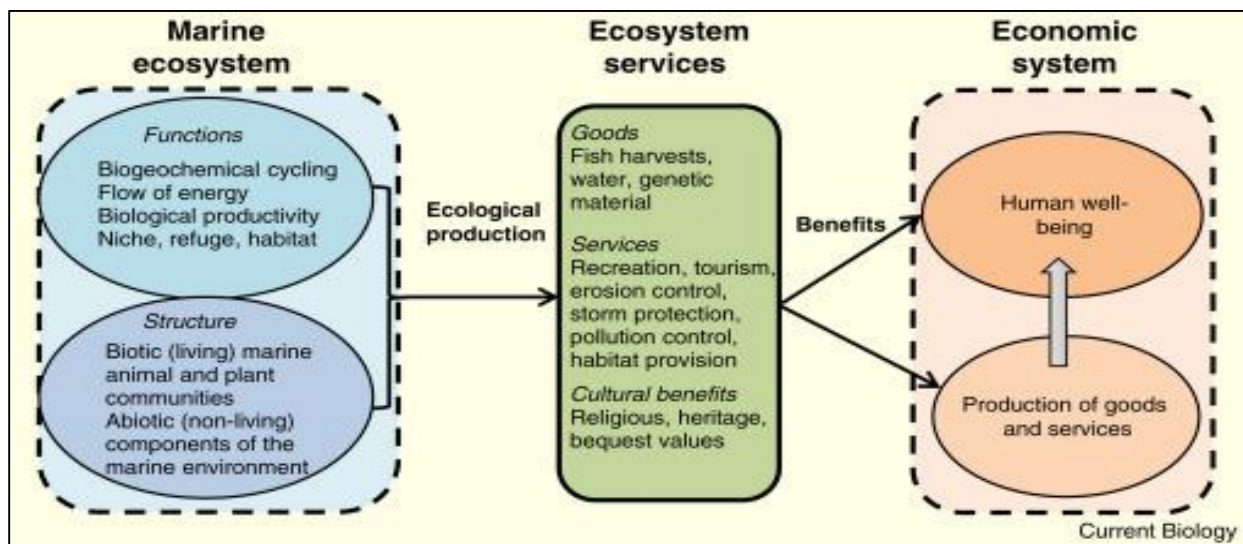 Marine
ecosystem
Functions
Biogeochemical cycling
Flow of energy
Biological productivity
Niche, refuge, habitat
Structure
Biotic (living) marine
animal and plant
communities
Abiotic (non-living)
components of the
marine environment
Ecological
production
Ecosystem
services
Goods
Fish harvests,
water, genetic
material
Services
Recreation, tourism,
erosion control,
storm protection,
pollution control,
habitat provision
Cultural benefits
Religious, heritage,
bequest values
Benefits
Economic
system
Human well-
being
Production of goods
and services
Current Biology